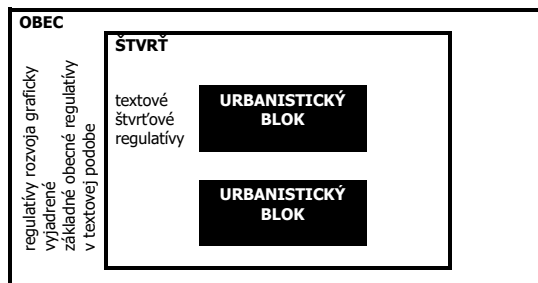 OBEC
regulatívy rozvoja graficky
vyjadrené
základné obecné regulatívy
v textovej podobe
ŠTVRŤ
textové
štvrťové
regulatívy
URBANISTICKÝ
BLOK
URBANISTICKÝ
BLOK